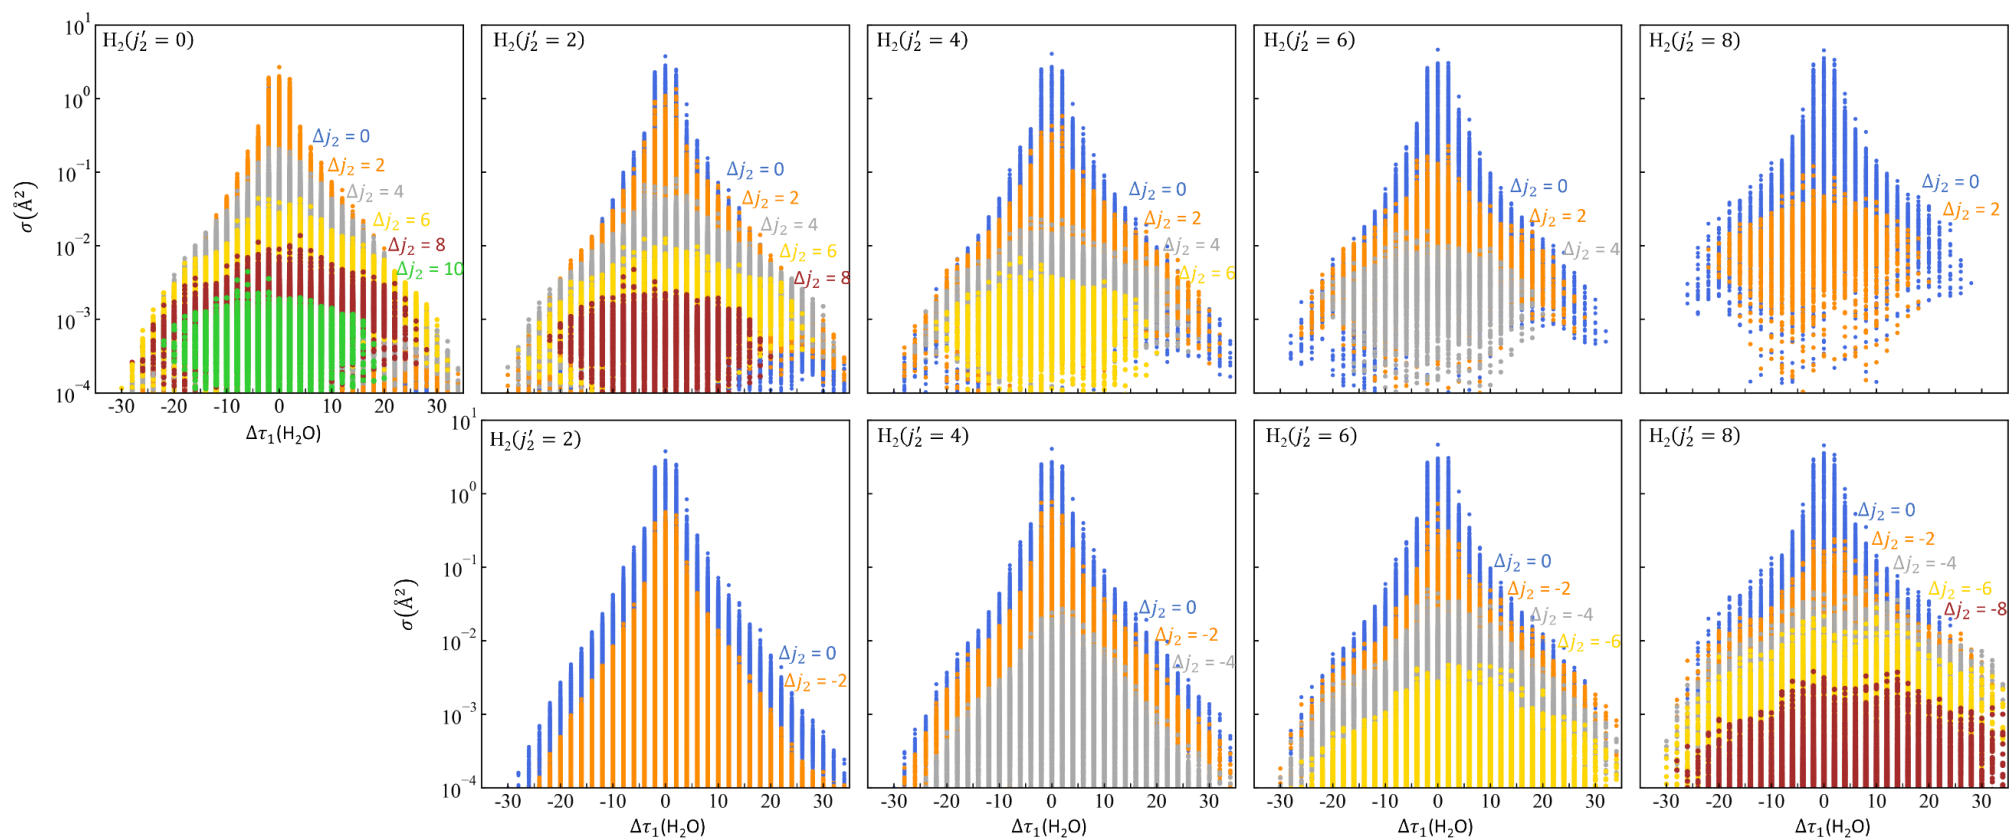 H₂(j₂′ = 0)
H₂(j₂′ = 2)
H₂(j₂′ = 4)
H₂(j₂′ = 6)
H₂(j₂′ = 8)
10¹
10⁰
10⁻¹
10⁻²
10⁻³
10⁻⁴
σ(Å²)
Δj₂ = 0
Δj₂ = 2
Δj₂ = 4
Δj₂ = 6
Δj₂ = 8
Δj₂ = 10
Δj₂ = 0
Δj₂ = 2
Δj₂ = 4
Δj₂ = 6
Δj₂ = 8
Δj₂ = 0
Δj₂ = 2
Δj₂ = 4
Δj₂ = 6
Δj₂ = 0
Δj₂ = 2
Δj₂ = 4
Δj₂ = 0
Δj₂ = 2
-30 -20 -10 0 10 20 30
Δτ₁(H₂O)
H₂(j₂′ = 2)
H₂(j₂′ = 4)
H₂(j₂′ = 6)
H₂(j₂′ = 8)
10¹
10⁰
10⁻¹
10⁻²
10⁻³
10⁻⁴
σ(Å²)
Δj₂ = 0
Δj₂ = -2
Δj₂ = 0
Δj₂ = -2
Δj₂ = -4
Δj₂ = 0
Δj₂ = -2
Δj₂ = -4
Δj₂ = -6
Δj₂ = 0
Δj₂ = -2
Δj₂ = -4
Δj₂ = -6
Δj₂ = -8
-30 -20 -10 0 10 20 30
-30 -20 -10 0 10 20 30
-30 -20 -10 0 10 20 30
-30 -20 -10 0 10 20 30
Δτ₁(H₂O)
Δτ₁(H₂O)
Δτ₁(H₂O)
Δτ₁(H₂O)